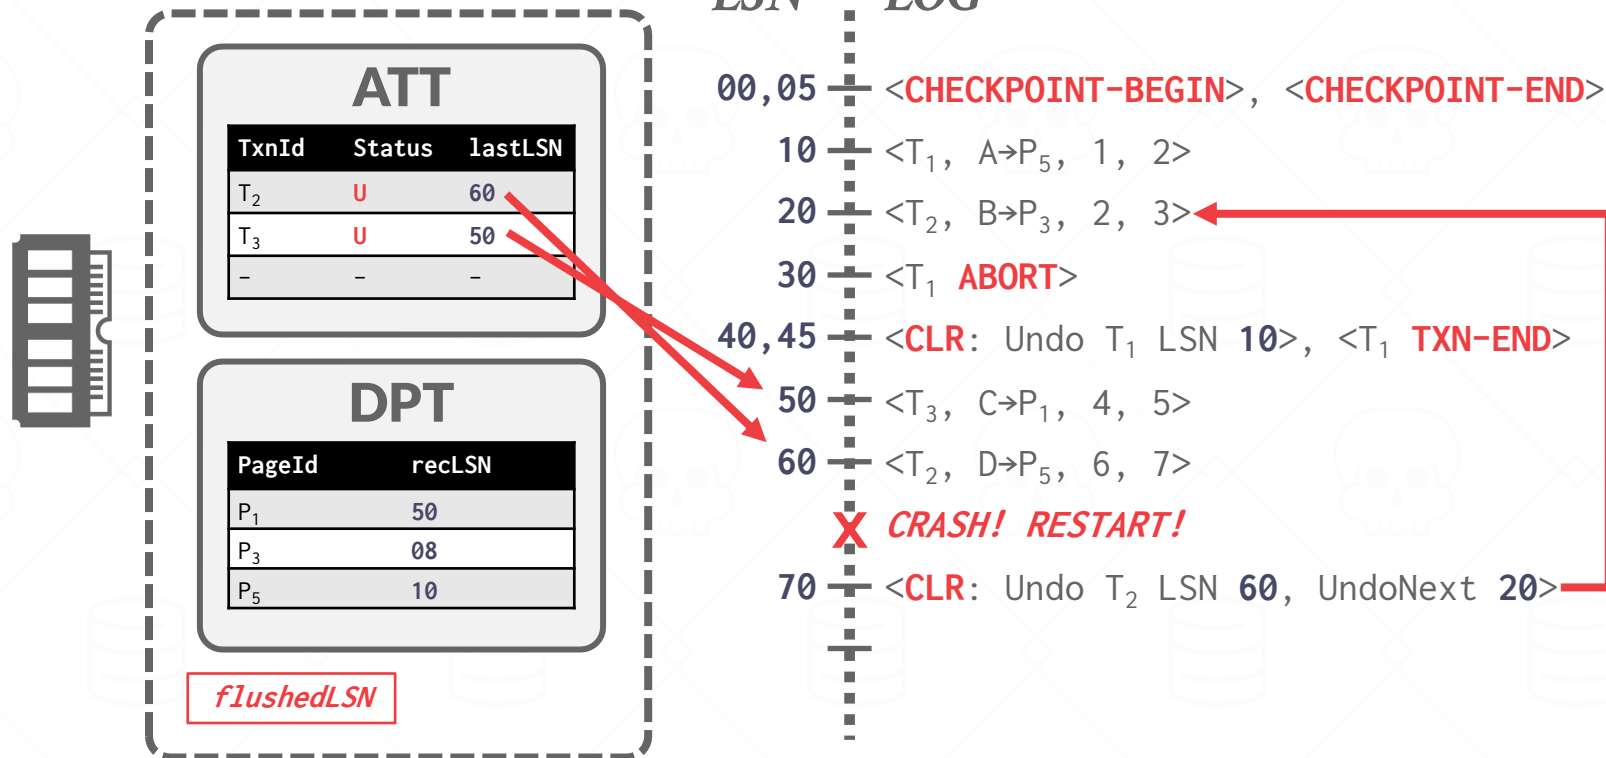 LSN LOG
ATT
TxnId Status lastLSN
T₂ U 60
T₃ U 50
- - -
DPT
PageId recLSN
P₁ 50
P₃ 08
P₅ 10
flushedLSN
00,05 <CHECKPOINT-BEGIN>, <CHECKPOINT-END>
10 <T₁, A→P₅, 1, 2>
20 <T₂, B→P₃, 2, 3>
30 <T₁ ABORT>
40,45 <CLR: Undo T₁ LSN 10>, <T₁ TXN-END>
50 <T₃, C→P₁, 4, 5>
60 <T₂, D→P₅, 6, 7>
X CRASH! RESTART!
70 <CLR: Undo T₂ LSN 60, UndoNext 20>